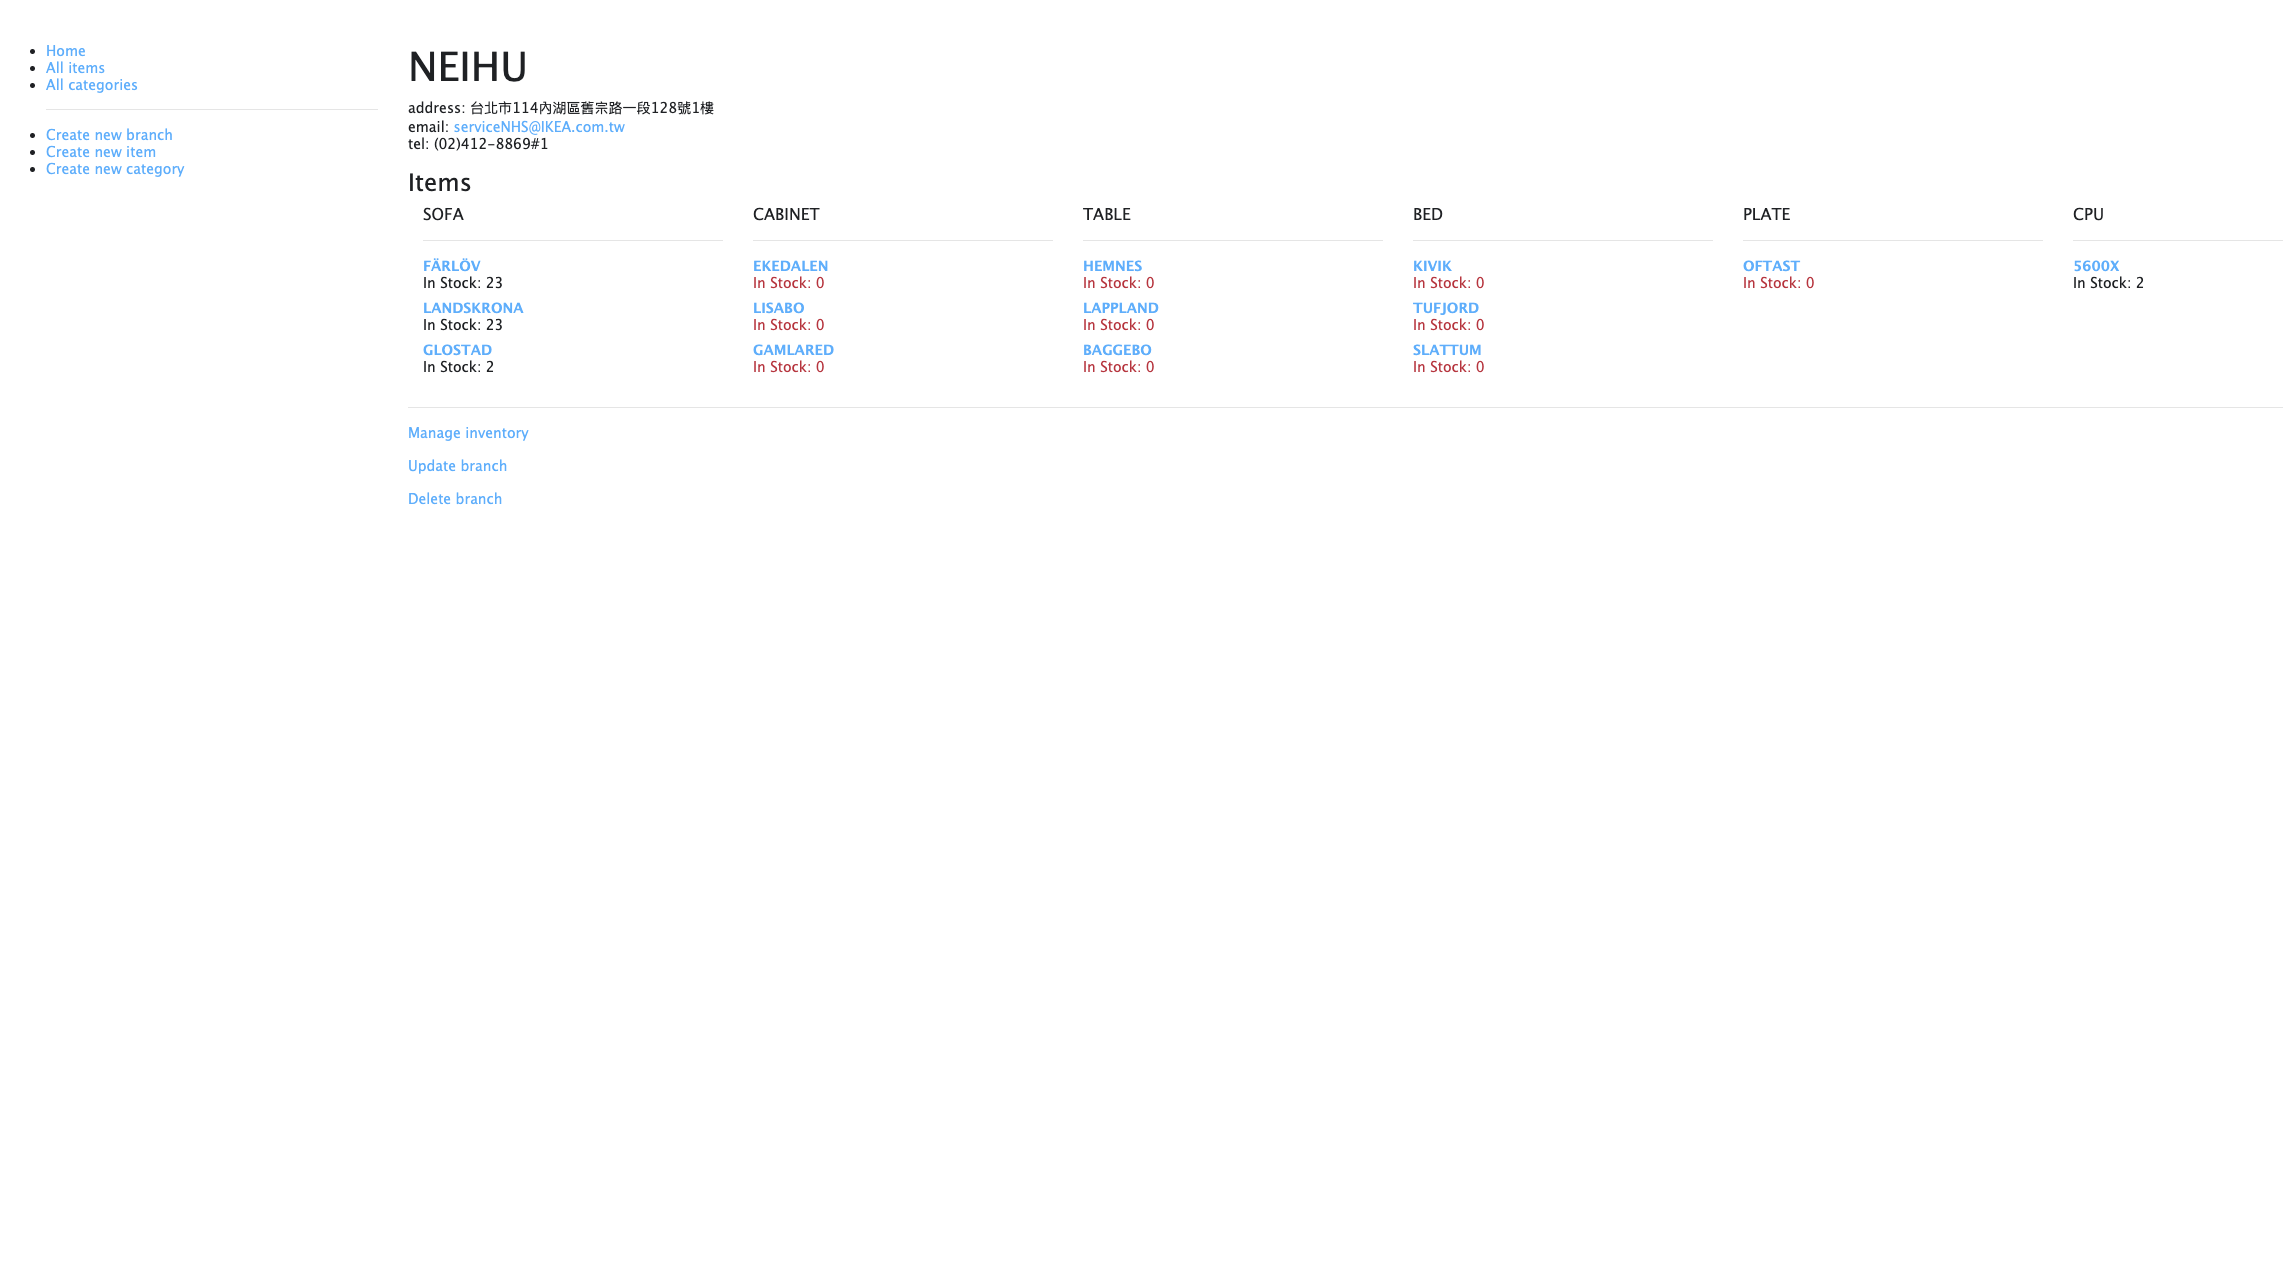 Home
All items
All categories
Create new branch
Create new item
Create new category
NEIHU
address: 台北市114內湖區舊宗路一段128號1樓
email: serviceNHS@IKEA.com.tw
tel: (02)412-8869#1
Items
SOFA
FÄRLÖV
In Stock: 23
LANDSKRONA
In Stock: 23
GLOSTAD
In Stock: 2
CABINET
EKEDALEN
In Stock: 0
LISABO
In Stock: 0
GAMLARED
In Stock: 0
TABLE
HEMNES
In Stock: 0
LAPPLAND
In Stock: 0
BAGGEBO
In Stock: 0
BED
KIVIK
In Stock: 0
TUFJORD
In Stock: 0
SLATTUM
In Stock: 0
PLATE
OFTAST
In Stock: 0
CPU
5600X
In Stock: 2
Manage inventory
Update branch
Delete branch